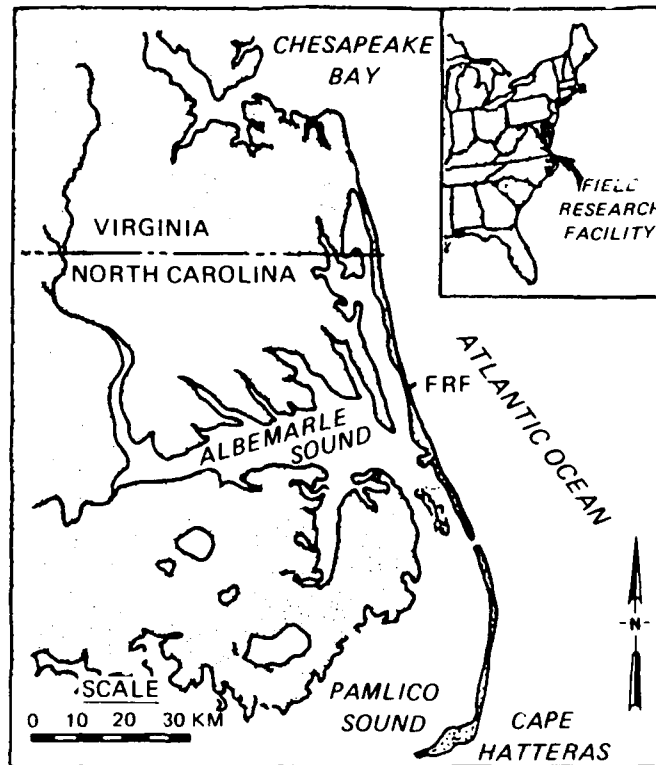 CHESAPEAKE
BAY
FIELD
RESEARCH
FACILITY
VIRGINIA
NORTH CAROLINA
ATLANTIC OCEAN
FRF
ALBEMARLE
SOUND
-N-
SCALE
0 10 20 30 KM
PAMLICO
SOUND
CAPE
HATTERAS